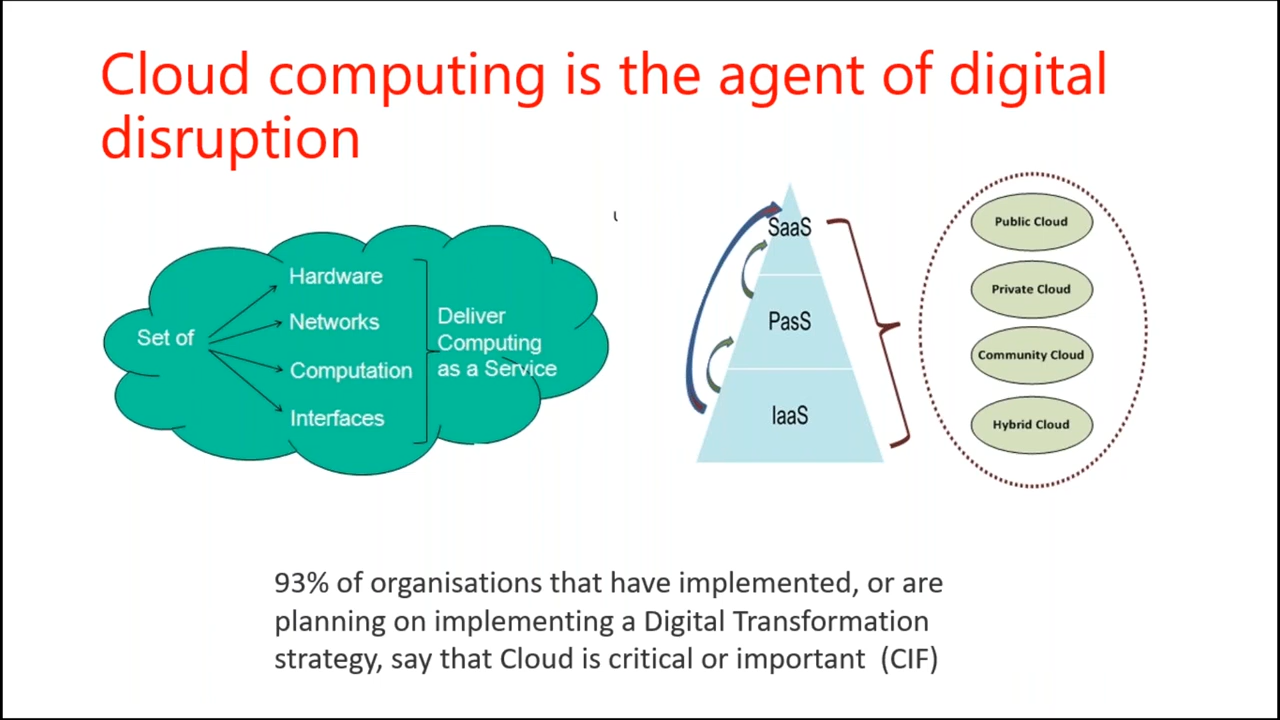 Cloud computing is the agent of digital
disruption
Set of
Hardware
Networks
Computation
Interfaces
Deliver
Computing
as a Service
SaaS
PasS
IaaS
Public Cloud
Private Cloud
Community Cloud
Hybrid Cloud
93% of organisations that have implemented, or are
planning on implementing a Digital Transformation
strategy, say that Cloud is critical or important (CIF)